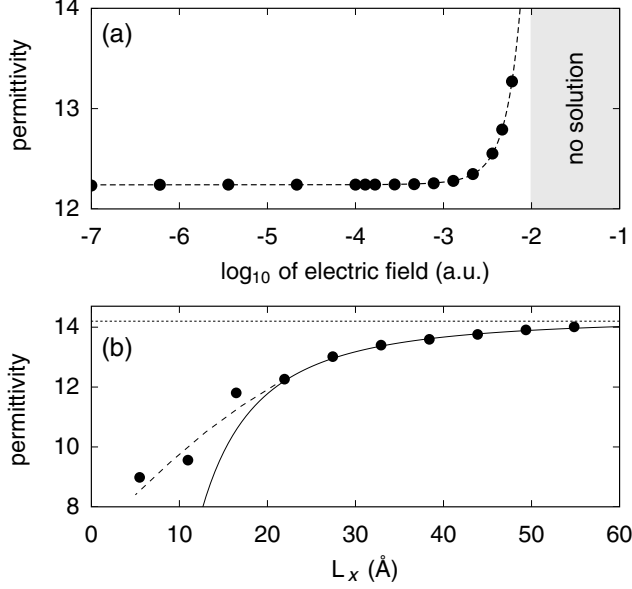 (a)
permittivity
14
13
12
no solution
-7 -6 -5 -4 -3 -2 -1
log10 of electric field (a.u.)
(b)
permittivity
14
12
10
8
0 10 20 30 40 50 60
Lx (Å)